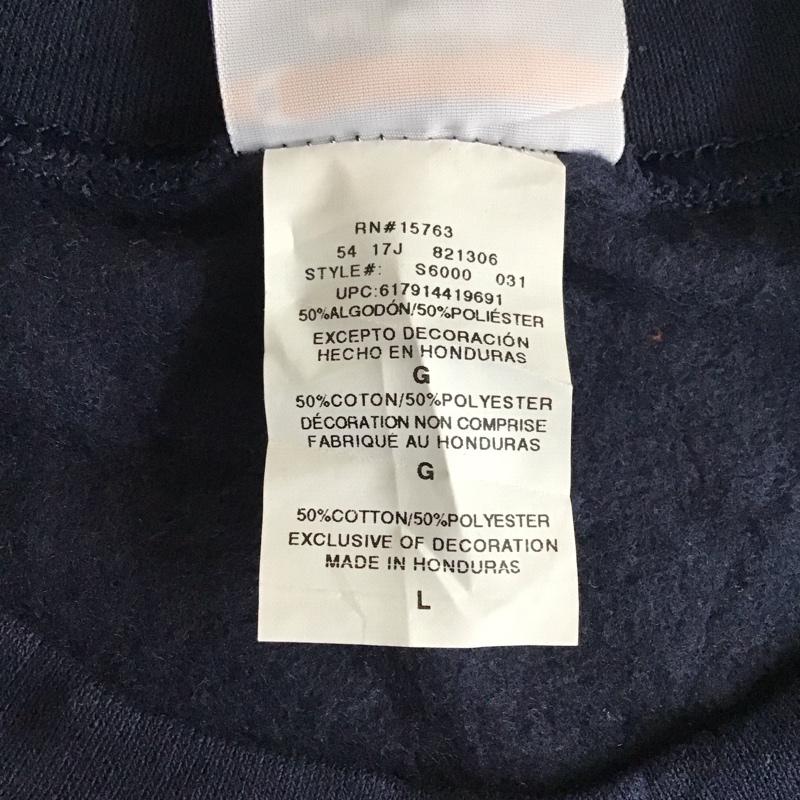 RN#15763
54 17J 821306
STYLE#: S6000 031
UPC:617914419691
50%ALGODÓN/50%POLIÉSTER
EXCEPTO DECORACIÓN
HECHO EN HONDURAS
G
50%COTON/50%POLYESTER
DÉCORATION NON COMPRISE
FABRIQUÉ AU HONDURAS
G
50%COTTON/50%POLYESTER
EXCLUSIVE OF DECORATION
MADE IN HONDURAS
L